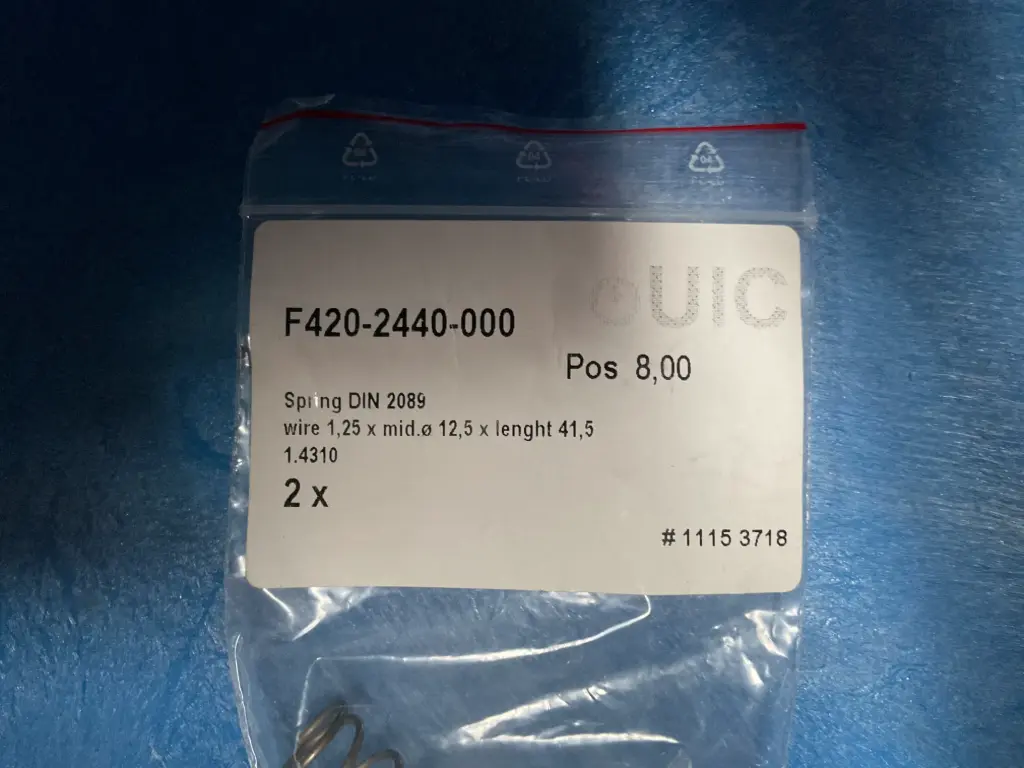 UIC
F420-2440-000
Pos 8,00
Spring DIN 2089
wire 1,25 x mid.ø 12,5 x lenght 41,5
1.4310
2 x
# 1115 3718